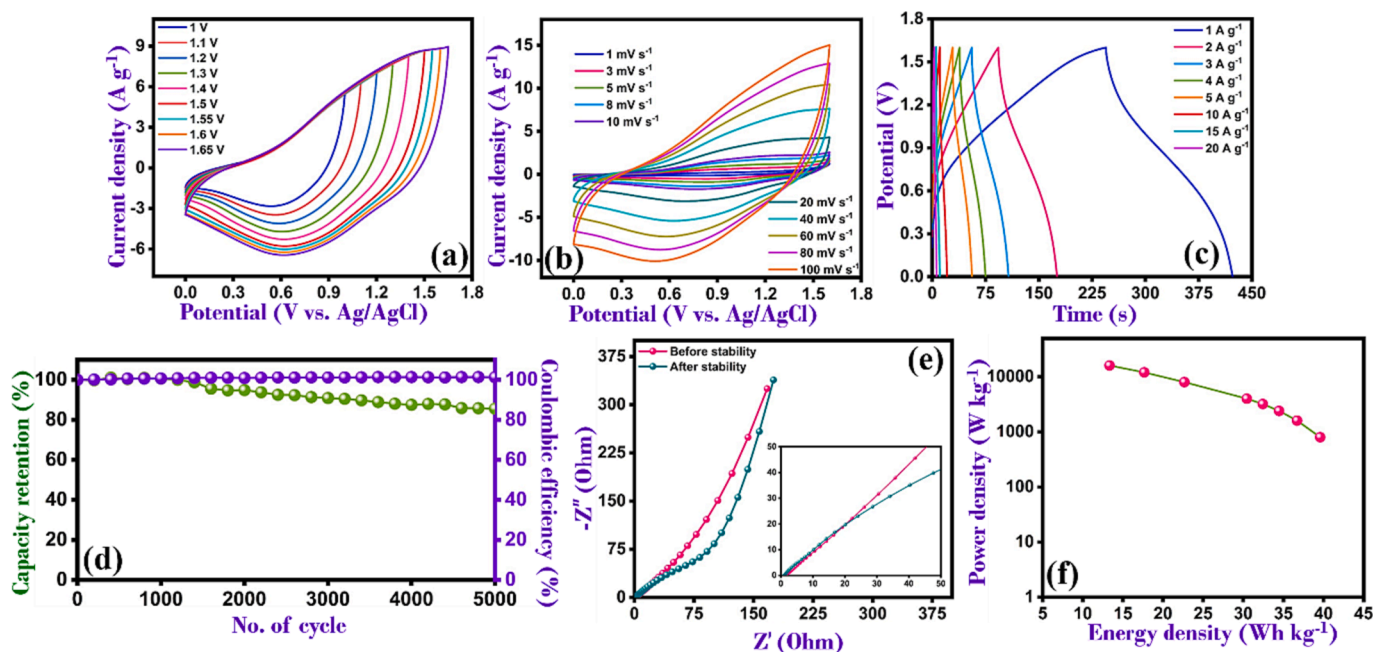 1 V
1.1 V
1.2 V
1.3 V
1.4 V
1.5 V
1.55 V
1.6 V
1.65 V
9
6
3
0
-3
-6
Current density (A g⁻¹)
(a)
0.0 0.3 0.6 0.9 1.2 1.5 1.8
Potential (V vs. Ag/AgCl)
15
10
5
0
-5
-10
Current density (A g⁻¹)
1 mV s⁻¹
3 mV s⁻¹
5 mV s⁻¹
8 mV s⁻¹
10 mV s⁻¹
20 mV s⁻¹
40 mV s⁻¹
60 mV s⁻¹
80 mV s⁻¹
100 mV s⁻¹
(b)
0.0 0.3 0.6 0.9 1.2 1.5 1.8
Potential (V vs. Ag/AgCl)
1.8
1.5
1.2
0.9
0.6
0.3
0.0
Potential (V)
1 A g⁻¹
2 A g⁻¹
3 A g⁻¹
4 A g⁻¹
5 A g⁻¹
10 A g⁻¹
15 A g⁻¹
20 A g⁻¹
(c)
0 75 150 225 300 375 450
Time (s)
100
80
60
40
20
0
Capacity retention (%)
(d)
100
80
60
40
20
0
Coulombic efficiency (%)
0 1000 2000 3000 4000 5000
No. of cycle
375
300
225
150
75
0
-Z'' (Ohm)
Before stability
After stability
(e)
50
40
30
20
10
0
0 10 20 30 40 50
0 75 150 225 300 375
Z' (Ohm)
10000
1000
100
10
1
Power density (W kg⁻¹)
(f)
5 10 15 20 25 30 35 40 45
Energy density (Wh kg⁻¹)